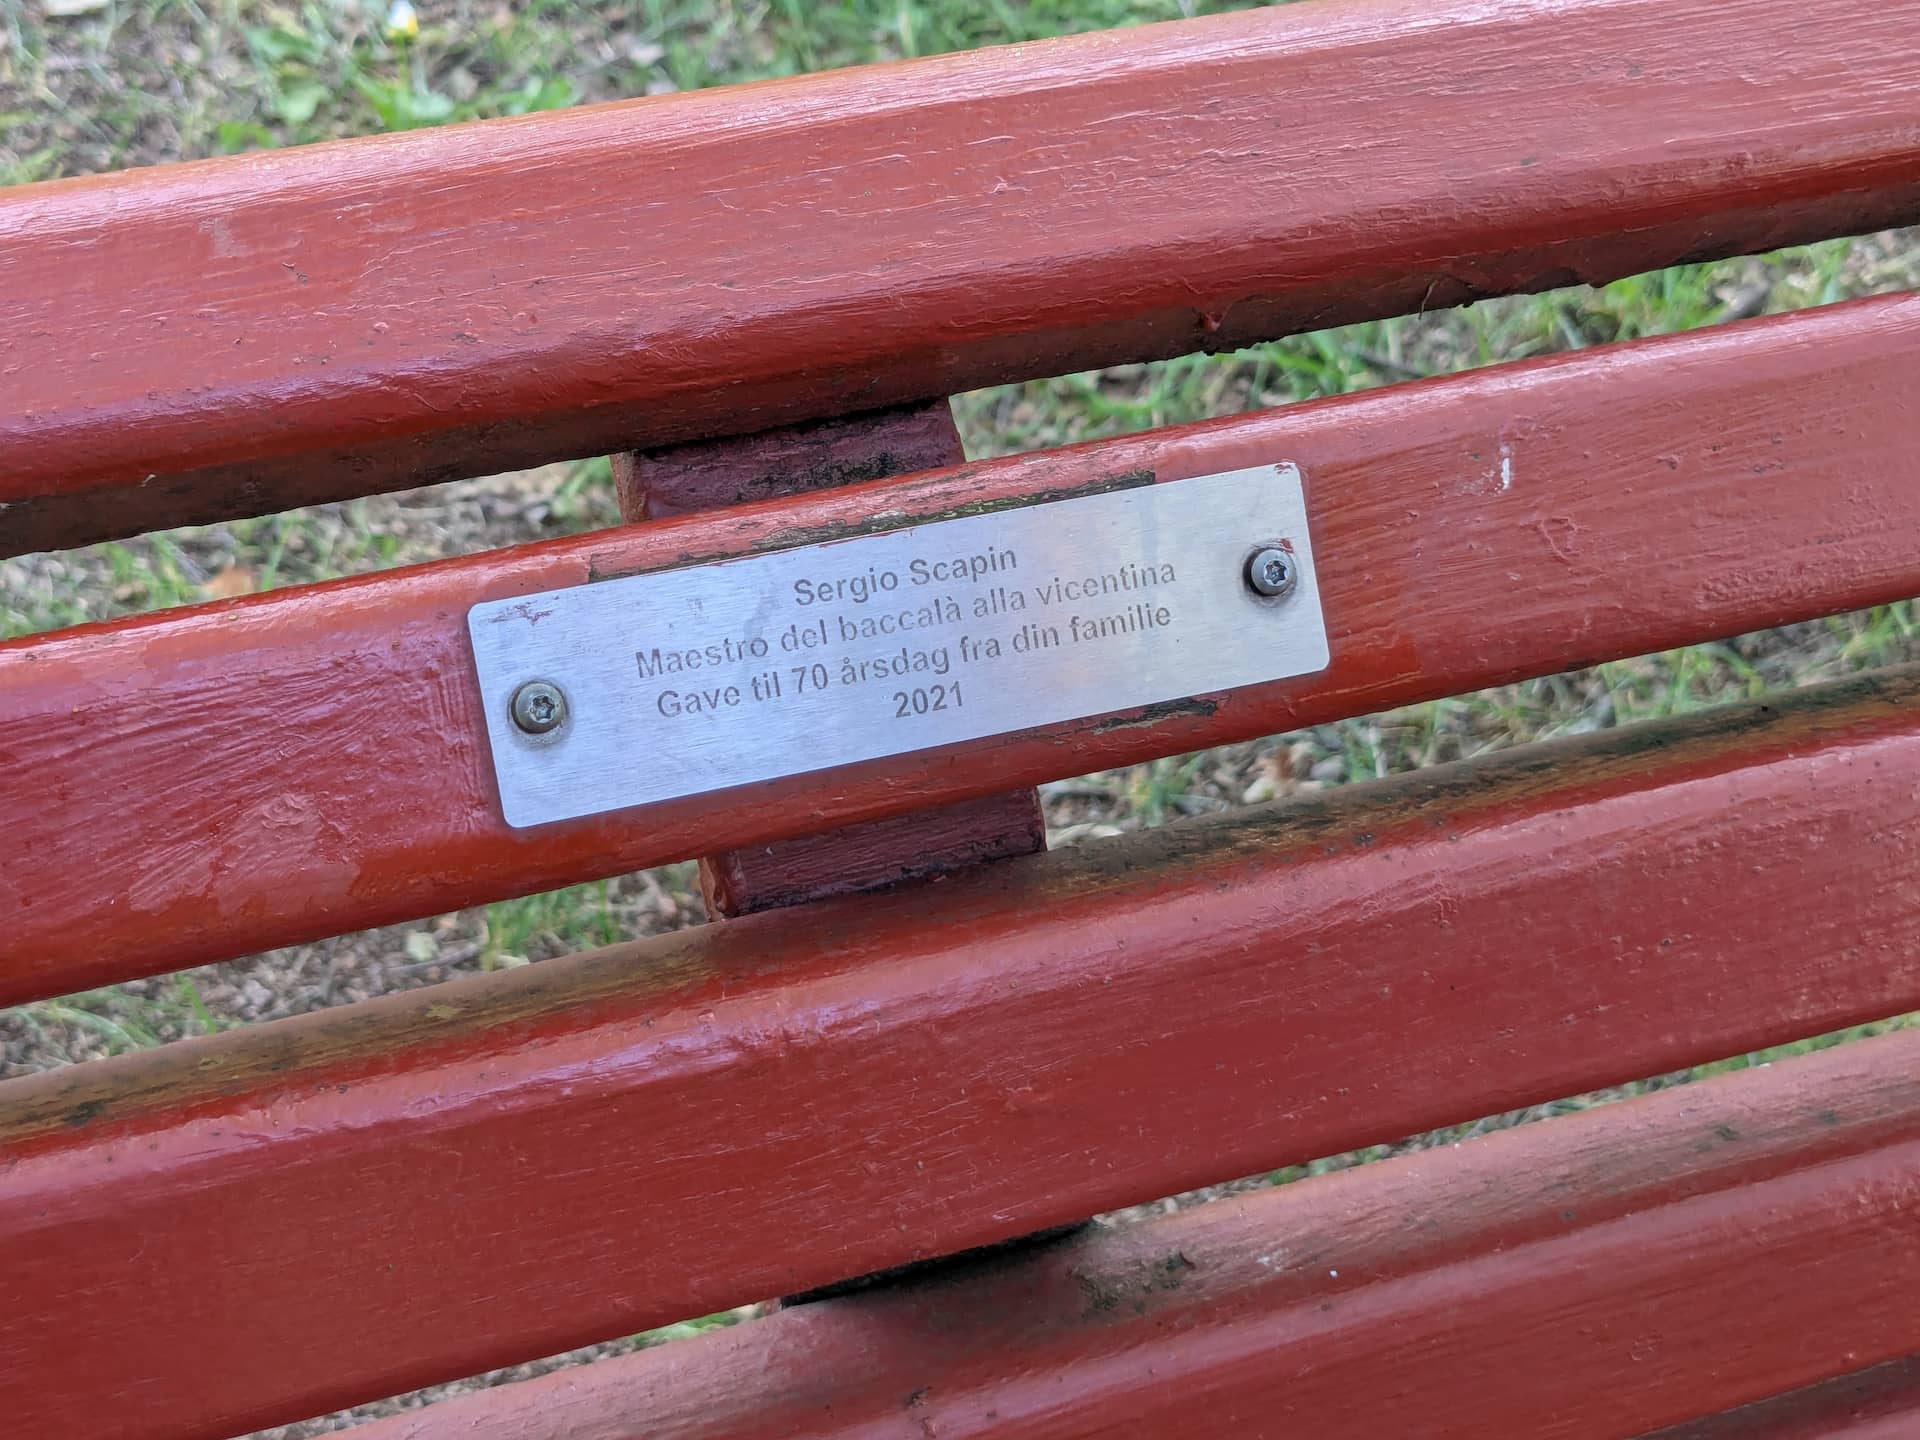 Sergio Scapin
Maestro del baccalà alla vicentina
Gave til 70 årsdag fra din familie
2021